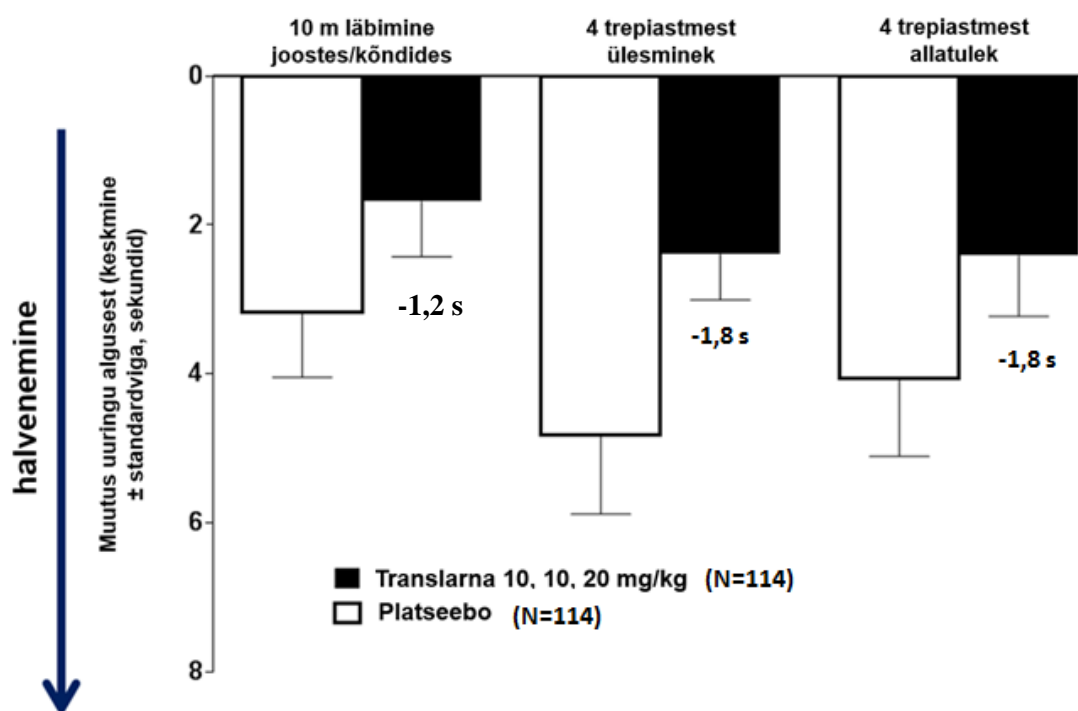 10 m läbimine
joostes/kõndides
4 trepiastmest
ülesminek
4 trepiastmest
allatulek
halvenemine
Muutus uuringu algusest (keskmine
± standardviga, sekundid)
0
2
4
6
8
-1,2 s
-1,8 s
-1,8 s
Translarna 10, 10, 20 mg/kg (N=114)
Platseebo (N=114)